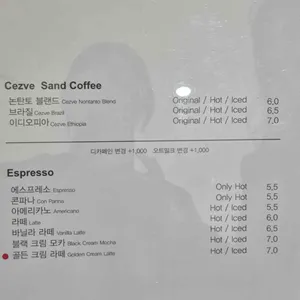 Cezve Sand Coffee
논탄토 블랜드 Cezve Nontanto Blend Original / Hot / Iced 6,0
브라질 Cezve Brazil Original / Hot / Iced 6,5
이디오피아 Cezve Ethiopia Original / Hot / Iced 7,0
디카페인 변경 +1,000 오트밀크 변경 +1,000
Espresso
에스프레소 Espresso Only Hot 5,5
콘파나 Con Panna Only Hot 5,5
아메리카노 Americano Hot / Iced 5,5
라떼 Latte Hot / Iced 6,0
바닐라 라떼 Vanilla Latte Hot / Iced 6,5
블랙 크림 모카 Black Cream Mocha Hot / Iced 7,0
골든 크림 라떼 Golden Cream Latte Hot / Iced 7,0